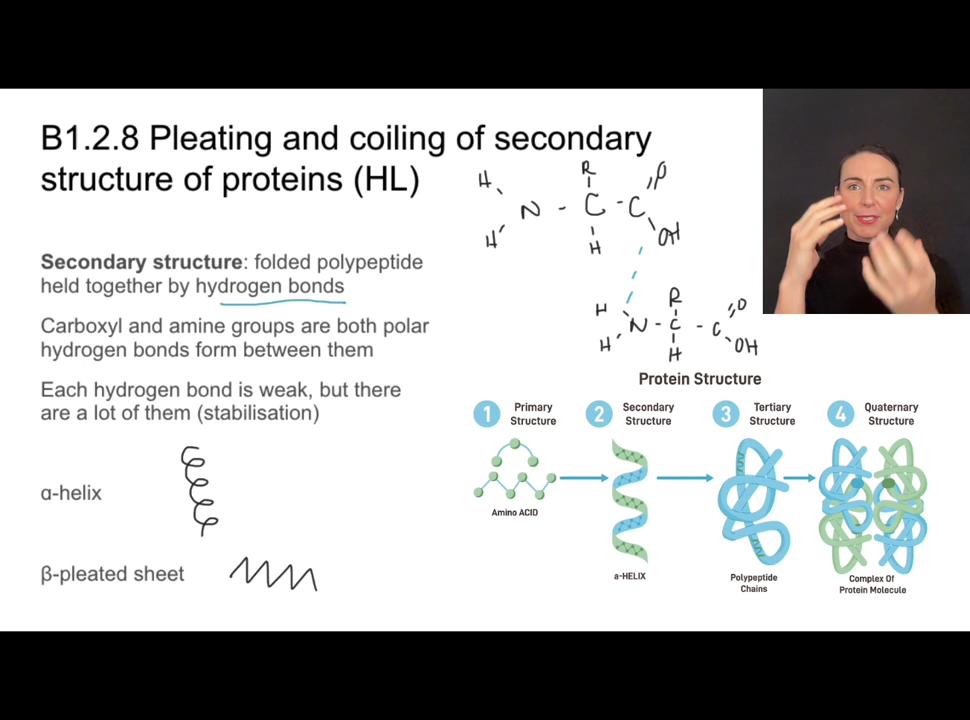 B1.2.8 Pleating and coiling of secondary
structure of proteins (HL)
Secondary structure: folded polypeptide
held together by hydrogen bonds
Carboxyl and amine groups are both polar
hydrogen bonds form between them
Each hydrogen bond is weak, but there
are a lot of them (stabilisation)
α-helix
β-pleated sheet
H R O
N - C - C
H H OH
H R O
N - C - C
H H OH
Protein Structure
1 Primary Structure
2 Secondary Structure
3 Tertiary Structure
4 Quaternary Structure
Amino ACID
a-HELIX
Polypeptide
Chains
Complex Of
Protein Molecule